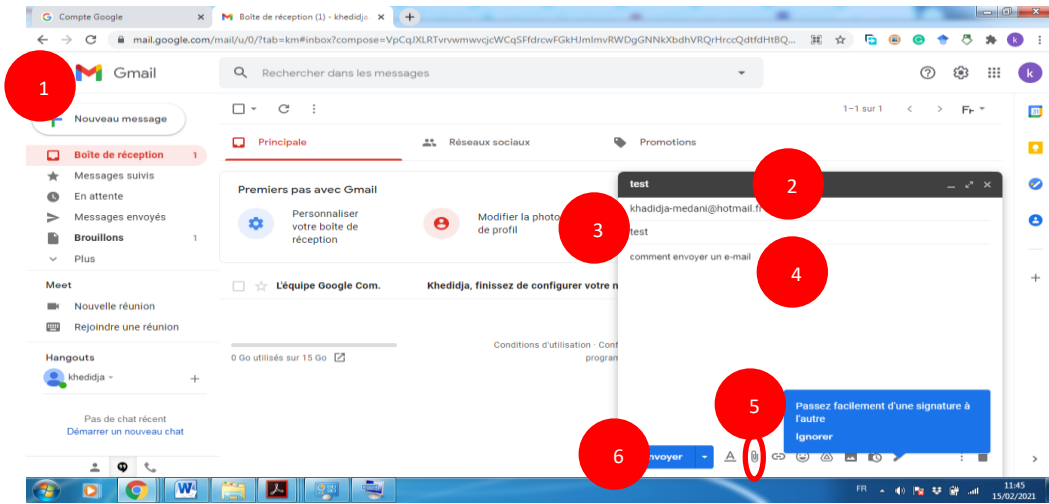 Compte Google
Boîte de réception (1) - khedidja.
mail.google.com/mail/u/0/?tab=km#inbox?compose=VpCqJXLRTvrvwmwvcjcWCqSFfdrcwFGkHJmImvRWDgGNNkXbdhVRQrHrccQdtfdHtBQ...
k
1
Gmail
Rechercher dans les messages
k
Nouveau message
1–1 sur 1
Boîte de réception 1
Messages suivis
En attente
Messages envoyés
Brouillons 1
Plus
Meet
Nouvelle réunion
Rejoindre une réunion
Hangouts
khedidja
Pas de chat récent
Démarrer un nouveau chat
Principale
Réseaux sociaux
Promotions
Premiers pas avec Gmail
Personnaliser
votre boîte de
réception
Modifier la photo
de profil
L'équipe Google Com.
Khedidja, finissez de configurer votre n
0 Go utilisés sur 15 Go
Conditions d'utilisation · Conf
program
test
2
khadidja-medani@hotmail.fr
3
test
comment envoyer un e-mail
4
5
Passez facilement d'une signature à
l'autre
Ignorer
6
nvoyer
FR
11:45
15/02/2021